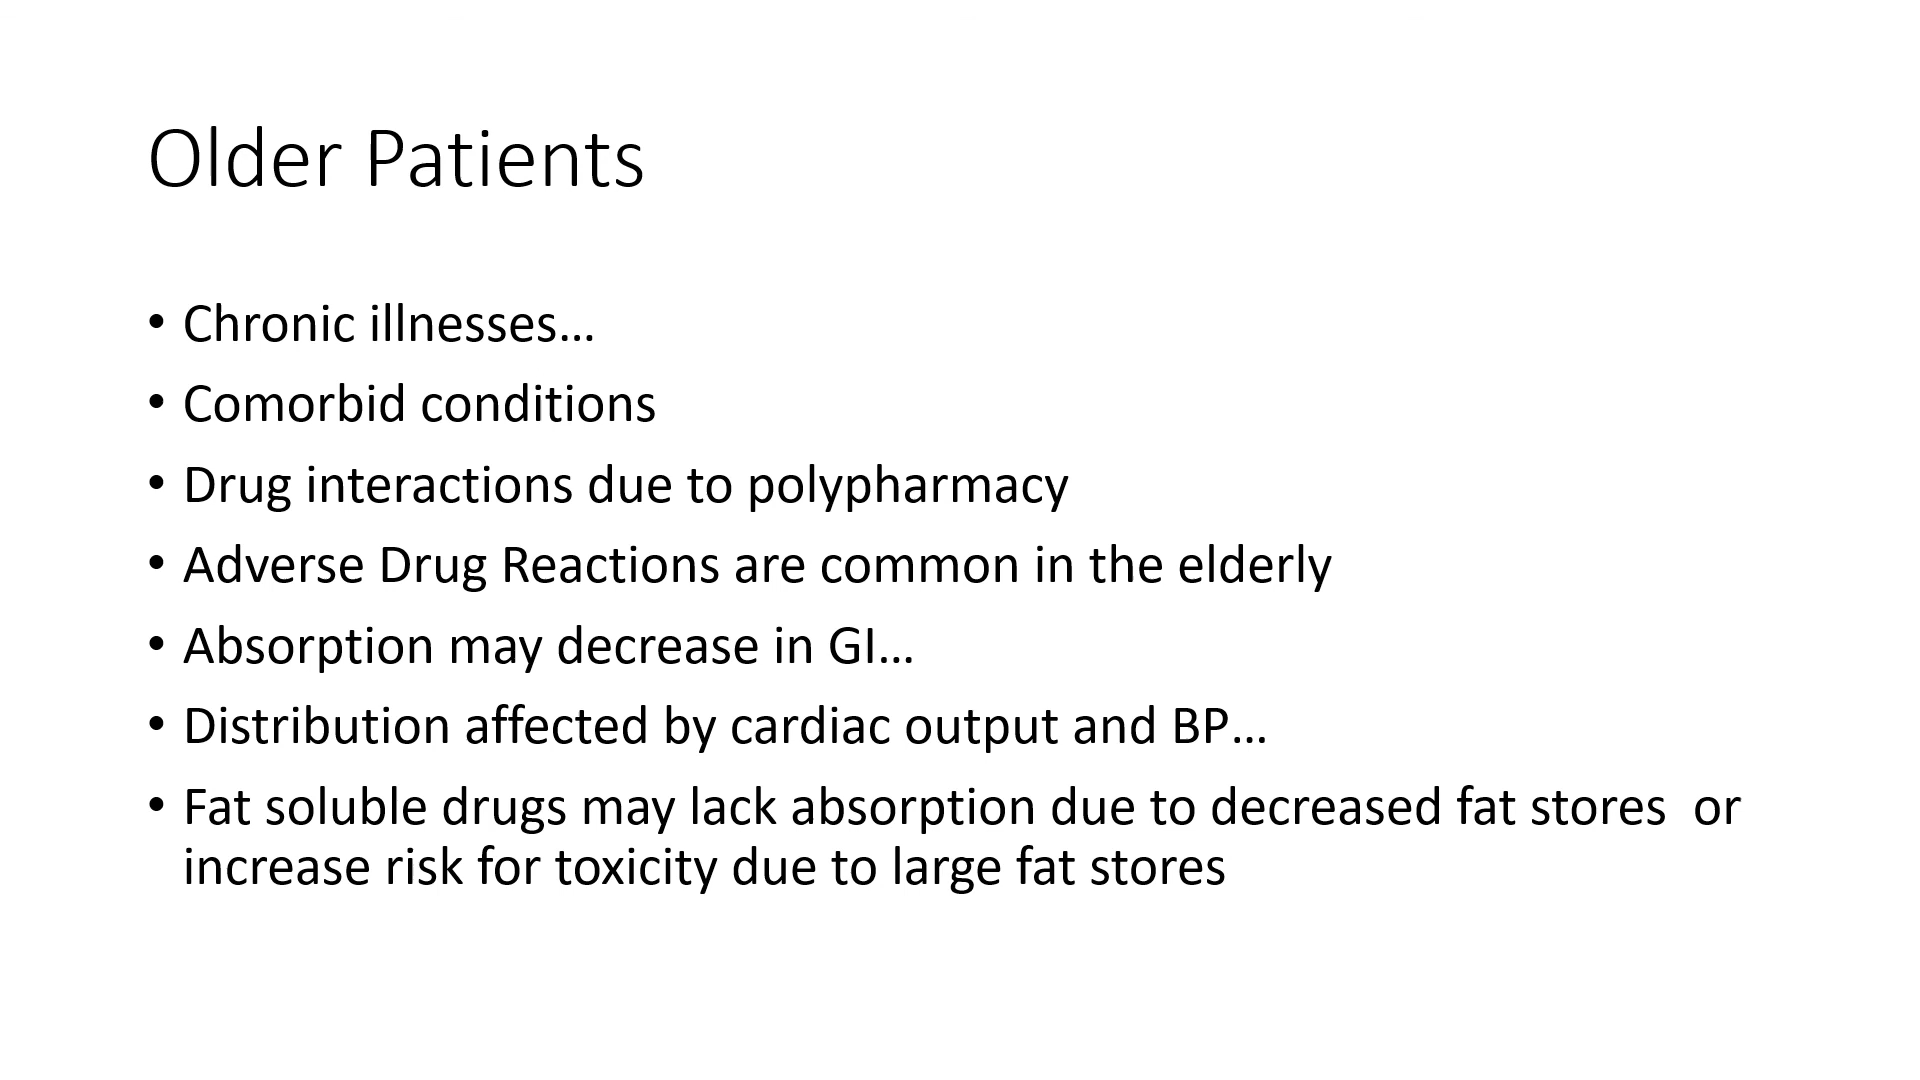 Older Patients
• Chronic illnesses…
• Comorbid conditions
• Drug interactions due to polypharmacy
• Adverse Drug Reactions are common in the elderly
• Absorption may decrease in GI…
• Distribution affected by cardiac output and BP…
• Fat soluble drugs may lack absorption due to decreased fat stores  or
increase risk for toxicity due to large fat stores